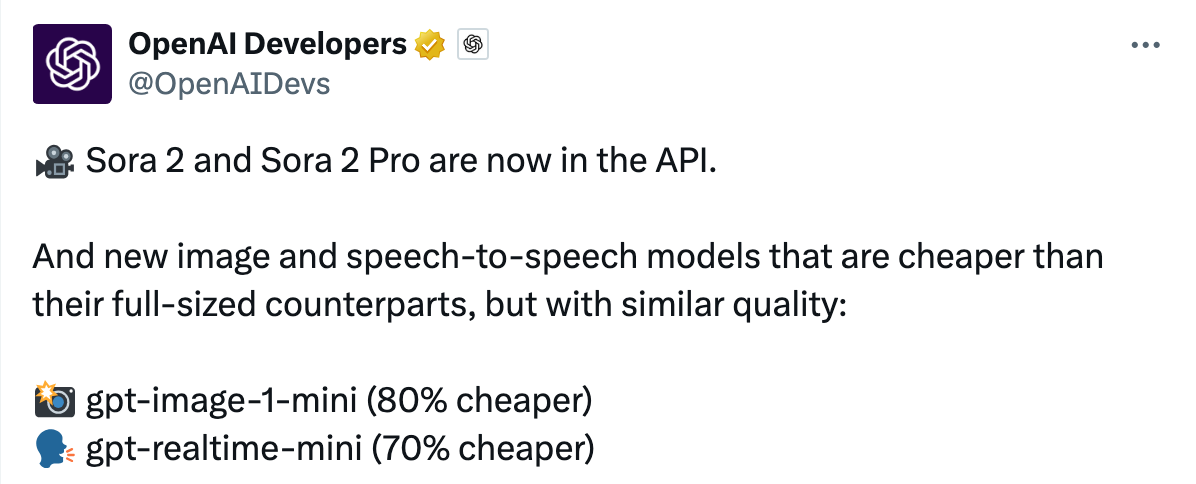 OpenAI Developers
@OpenAIDevs
🎥 Sora 2 and Sora 2 Pro are now in the API.
And new image and speech-to-speech models that are cheaper than
their full-sized counterparts, but with similar quality:
📸 gpt-image-1-mini (80% cheaper)
🗣️ gpt-realtime-mini (70% cheaper)